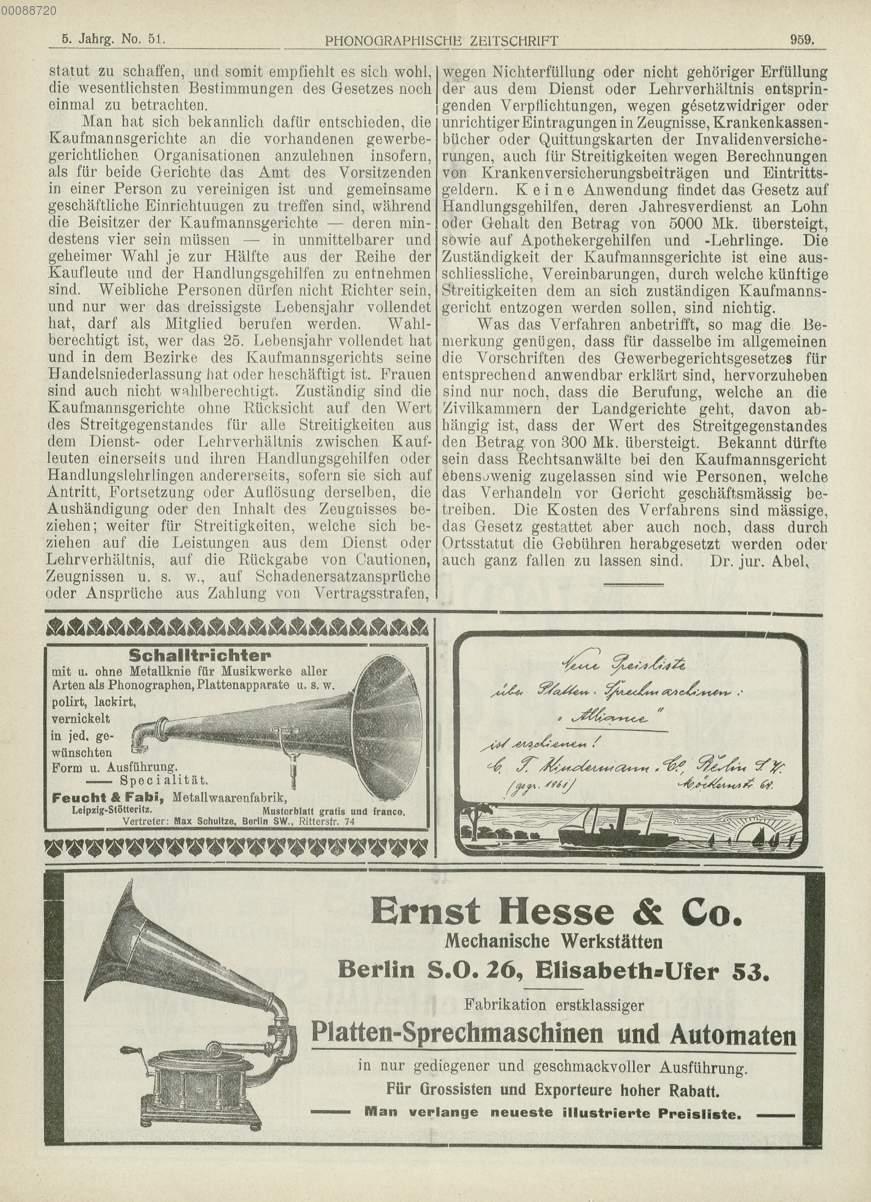 00088720
5. Jahrg. No. 51.
PHONOGRAPHISCHE ZEITSCHRIFT
959.
statut zu schaffen, und somit empfiehlt es sich wohl,
die wesentlichsten Bestimmungen des Gesetzes noch
einmal zu betrachten.
Man hat sich bekannlich dafür entschieden, die
Kaufmannsgerichte an die vorhandenen gewerbe-
gerichtlichen Organisationen anzulehnen insofern,
als für beide Gerichte das Amt des Vorsitzenden
in einer Person zu vereinigen ist und gemeinsame
geschäftliche Einrichtuugen zu treffen sind, während
die Beisitzer der Kaufmannsgerichte — deren min-
destens vier sein müssen — in unmittelbarer und
geheimer Wahl je zur Hälfte aus der Reihe der
Kaufleute und der Handlungsgehilfen zu entnehmen
sind. Weibliche Personen dürfen nicht Richter sein,
und nur wer das dreissigste Lebensjahr vollendet
hat, darf als Mitglied berufen werden. Wahl-
berechtigt ist, wer das 25. Lebensjahr vollendet hat
und in dem Bezirke des Kaufmannsgerichts seine
Handelsniederlassung hat oder beschäftigt ist. Frauen
sind auch nicht wahlberechtigt. Zuständig sind die
Kaufmannsgerichte ohne Rücksicht auf den Wert
des Streitgegenstandes für alle Streitigkeiten aus
dem Dienst- oder Lehrverhältnis zwischen Kauf-
leuten einerseits und ihren Handlungsgehilfen oder
Handlungslehrlingen andererseits, sofern sie sich auf
Antritt, Fortsetzung oder Auflösung derselben, die
Aushändigung oder den Inhalt des Zeugnisses be-
ziehen; weiter für Streitigkeiten, welche sich be-
ziehen auf die Leistungen aus dem Dienst oder
Lehrverhältnis, auf die Rückgabe von Cautionen,
Zeugnissen u. s. w., auf Schadenersatzansprüche
oder Ansprüche aus Zahlung von Vertragsstrafen,
wegen Nichterfüllung oder nicht gehöriger Erfüllung
der aus dem Dienst oder Lehrverhältnis entsprin-
genden Verpflichtungen, wegen gesetzwidriger oder
unrichtiger Eintragungen in Zeugnisse, Krankenkassen-
bücher oder Quittungskarten der Invalidenversiche-
rungen, auch für Streitigkeiten wegen Berechnungen
von Krankenversicherungsbeiträgen und Eintritts-
geldern. Keine Anwendung findet das Gesetz auf
Handlungsgehilfen, deren Jahresverdienst an Lohn
oder Gehalt den Betrag von 5000 Mk. übersteigt,
sowie auf Apothekergehilfen und -Lehrlinge. Die
Zuständigkeit der Kaufmannsgerichte ist eine aus-
schliessliche, Vereinbarungen, durch welche künftige
Streitigkeiten dem an sich zuständigen Kaufmanns-
gericht entzogen werden sollen, sind nichtig.
Was das Verfahren anbetrifft, so mag die Be-
merkung genügen, dass für dasselbe im allgemeinen
die Vorschriften des Gewerbegerichtsgesetzes für
entsprechend anwendbar erklärt sind, hervorzuheben
sind nur noch, dass die Berufung, welche an die
Zivilkammern der Landgerichte geht, davon ab-
hängig ist, dass der Wert des Streitgegenstandes
den Betrag von 300 Mk. übersteigt. Bekannt dürfte
sein dass Rechtsanwälte bei den Kaufmannsgericht
ebensowenig zugelassen sind wie Personen, welche
das Verhandeln vor Gericht geschäftsmässig be-
treiben. Die Kosten des Verfahrens sind mässige,
das Gesetz gestattet aber auch noch, dass durch
Ortsstatut die Gebühren herabgesetzt werden oder
auch ganz fallen zu lassen sind. Dr. jur. Abel,
Schalltrichter
mit u. ohne Metallknie für Musikwerke aller
Arten als Phonographen, Plattenapparate u. s. w.
polirt, lackirt,
vernickelt
in jed. ge-
wünschten
Form u. Ausführung.
— Specialität.
Feucht & Fabi, Metallwaarenfabrik,
Leipzig-Stötteritz. Musterblatt gratis und franco.
Vertreter: Max Schultze, Berlin SW., Ritterstr. 74
Neue Preisliste
über Platten-Sprechmaschinen:
"Alliance"
ist erschienen!
C. T. Hindermann & Co, Berlin S.W.
(gegr. 1861) Möckernstr. 68.
Ernst Hesse & Co.
Mechanische Werkstätten
Berlin S.O. 26, Elisabeth-Ufer 53.
Fabrikation erstklassiger
Platten-Sprechmaschinen und Automaten
in nur gediegener und geschmackvoller Ausführung.
Für Grossisten und Exporteure hoher Rabatt.
— Man verlange neueste illustrierte Preisliste. —